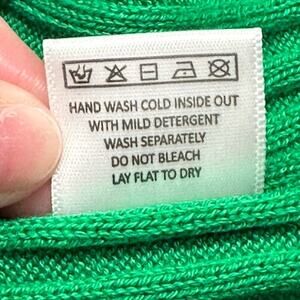 HAND WASH COLD INSIDE OUT
WITH MILD DETERGENT
WASH SEPARATELY
DO NOT BLEACH
LAY FLAT TO DRY